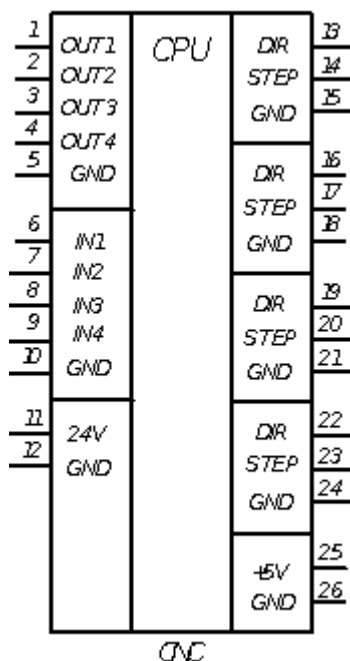 1 OUT1
2 OUT2
3 OUT3
4 OUT4
5 GND
6 IN1
7 IN2
8 IN3
9 IN4
10 GND
11 24V
12 GND
CPU
DIR 13
STEP 14
GND 15
DIR 16
STEP 17
GND 18
DIR 19
STEP 20
GND 21
DIR 22
STEP 23
GND 24
+5V 25
GND 26
CNC